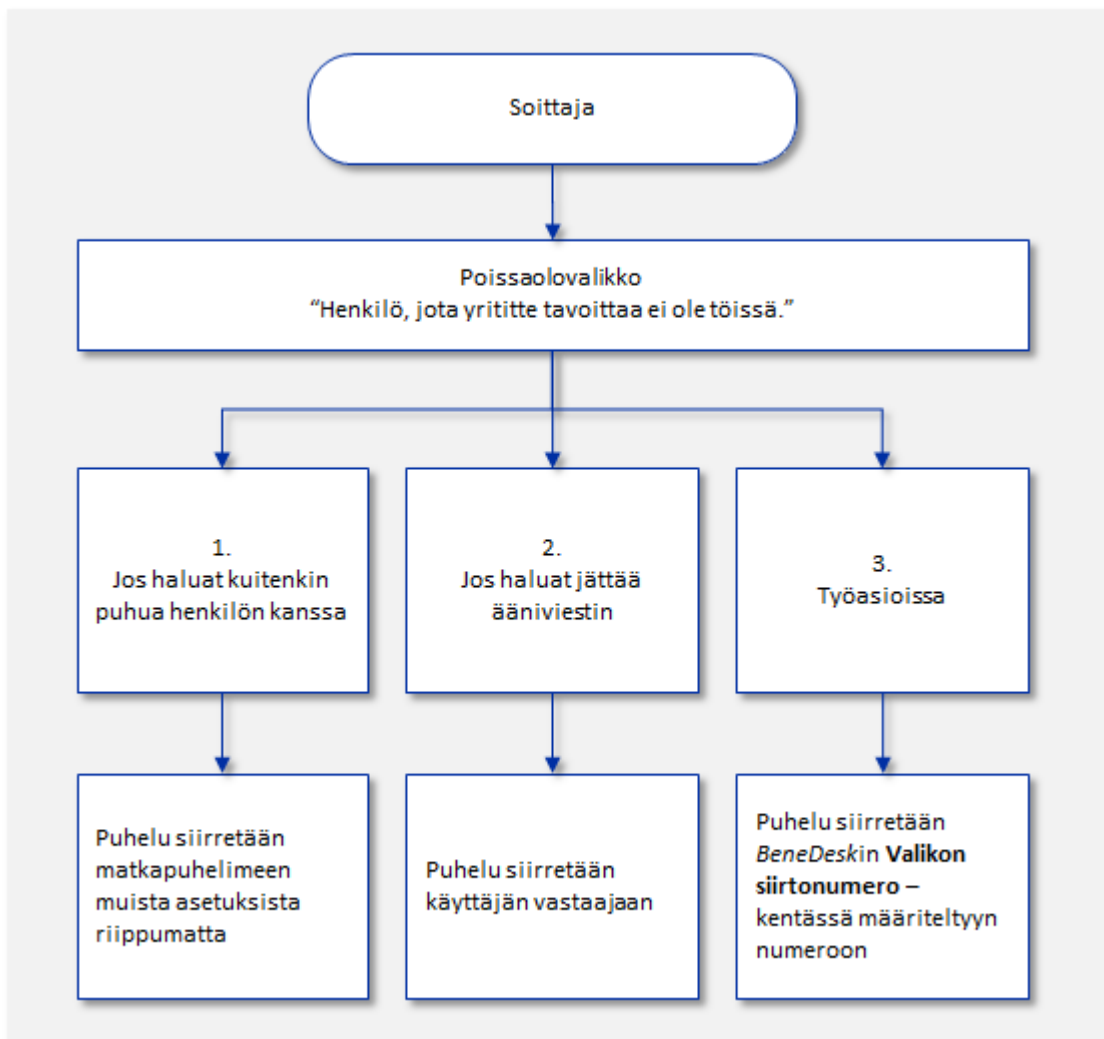 Soittaja
Poissaolovalikko
“Henkilö, jota yrititte tavoittaa ei ole töissä.”
1.
Jos haluat kuitenkin
puhua henkilön kanssa
2.
Jos haluat jättää
ääniviestin
3.
Työasioissa
Puhelu siirretään
matkapuhelimeen
muista asetuksista
riippumatta
Puhelu siirretään
käyttäjän vastaajaan
Puhelu siirretään
BeneDeskin Valikon
siirtonumero –
kentässä määriteltyyn
numeroon